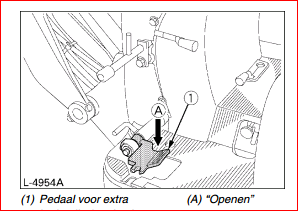 A
1
L-4954A
(1) Pedaal voor extra (A) “Openen”